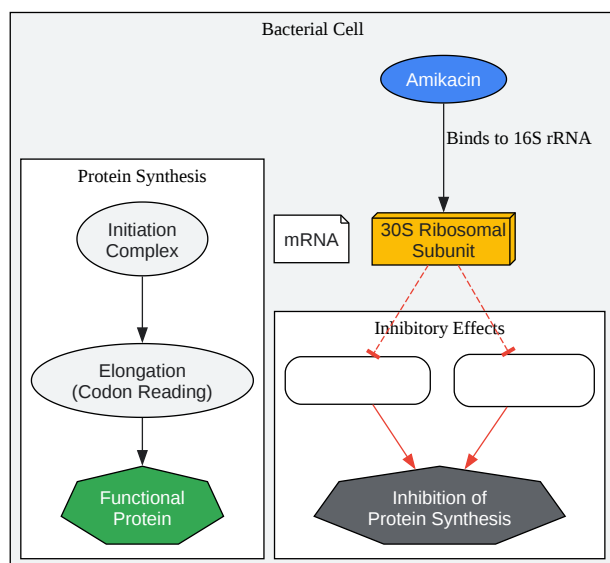 Bacterial Cell
Amikacin
Binds to 16S rRNA
Protein Synthesis
Initiation
Complex
mRNA
30S Ribosomal
Subunit
Inhibitory Effects
Elongation
(Codon Reading)
Functional
Protein
Inhibition of
Protein Synthesis